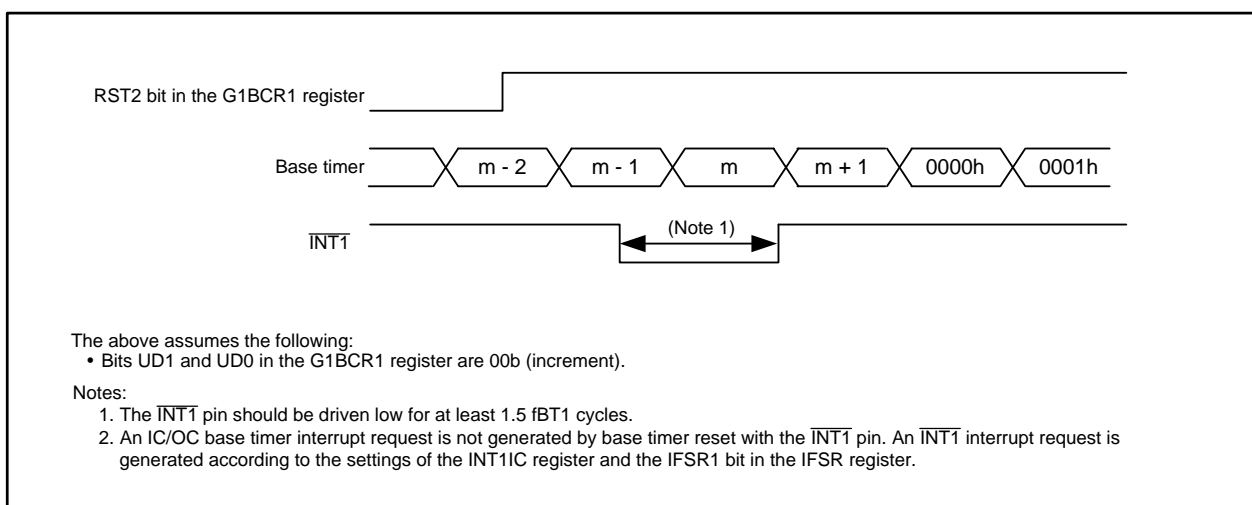 RST2 bit in the G1BCR1 register
Base timer
m - 2
m - 1
m
m + 1
0000h
0001h
INT1
(Note 1)
The above assumes the following:
• Bits UD1 and UD0 in the G1BCR1 register are 00b (increment).
Notes:
1. The INT1 pin should be driven low for at least 1.5 fBT1 cycles.
2. An IC/OC base timer interrupt request is not generated by base timer reset with the INT1 pin. An INT1 interrupt request is
generated according to the settings of the INT1IC register and the IFSR1 bit in the IFSR register.